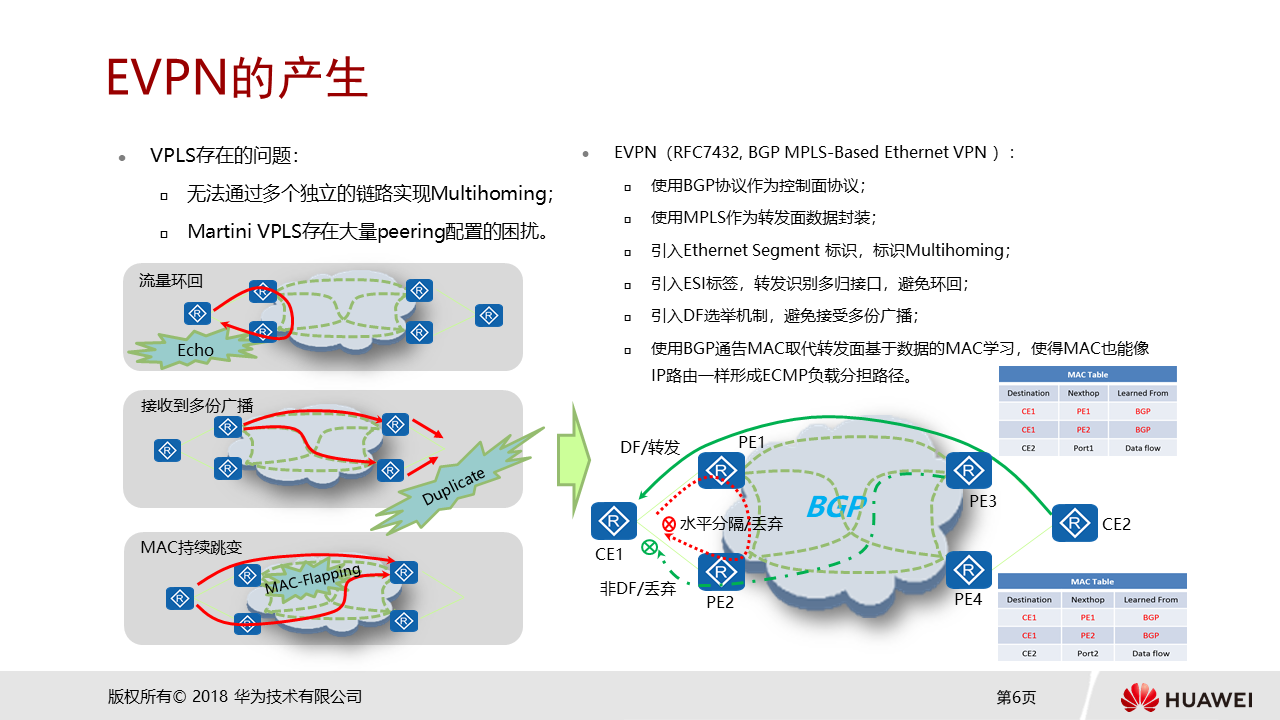 EVPN的产生
• VPLS存在的问题：
无法通过多个独立的链路实现Multihoming；
Martini VPLS存在大量peering配置的困扰。
流量环回
R
R
R
R
R
R
Echo
接收到多份广播
R
R
R
R
R
Duplicate
MAC持续跳变
R
R
R
R
R
MAC-Flapping
• EVPN（RFC7432, BGP MPLS-Based Ethernet VPN ）：
使用BGP协议作为控制面协议；
使用MPLS作为转发面数据封装；
引入Ethernet Segment 标识，标识Multihoming；
引入ESI标签，转发识别多归接口，避免环回；
引入DF选举机制，避免接受多份广播；
使用BGP通告MAC取代转发面基于数据的MAC学习，使得MAC也能像
IP路由一样形成ECMP负载分担路径。
MAC Table
Destination Nexthop Learned From
CE1 PE1 BGP
CE1 PE2 BGP
CE2 Port1 Data flow
DF/转发
PE1
R
R
PE3
BGP
R
CE1
水平分隔/丢弃
R
CE2
非DF/丢弃
R
PE2
R
PE4
MAC Table
Destination Nexthop Learned From
CE1 PE1 BGP
CE1 PE2 BGP
CE2 Port2 Data flow
版权所有© 2018 华为技术有限公司
第6页
HUAWEI